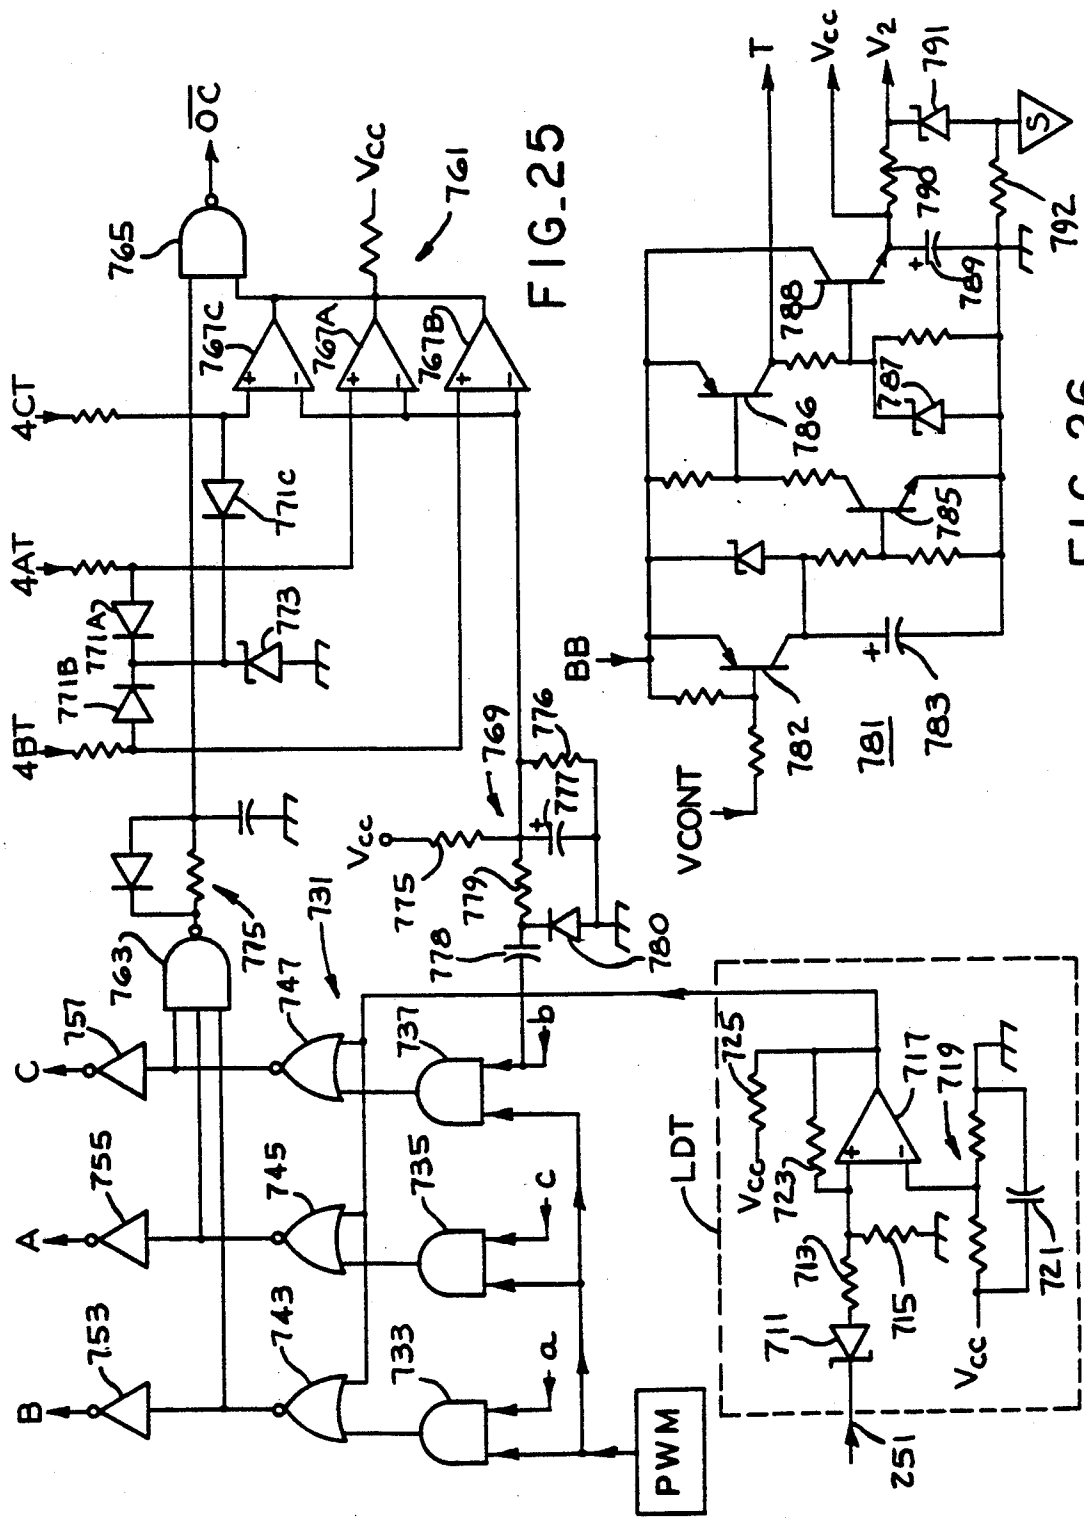 B
A
C
4BT
4AT
4CT
OC
753
755
757
763
771B
771A
771C
773
765
767C
767A
767B
Vcc
761
FIG_25
743
745
747
731
775
Vcc
775
769
776
777
779
778
780
733
735
737
a
c
b
PWM
LDT
Vcc
725
723
717
719
721
Vcc
711
713
715
251
VCONT
BB
T
Vcc
V2
782
781
783
785
786
787
788
789
790
791
792
S
+
-
+
-
+
-
+
+
-
+
+